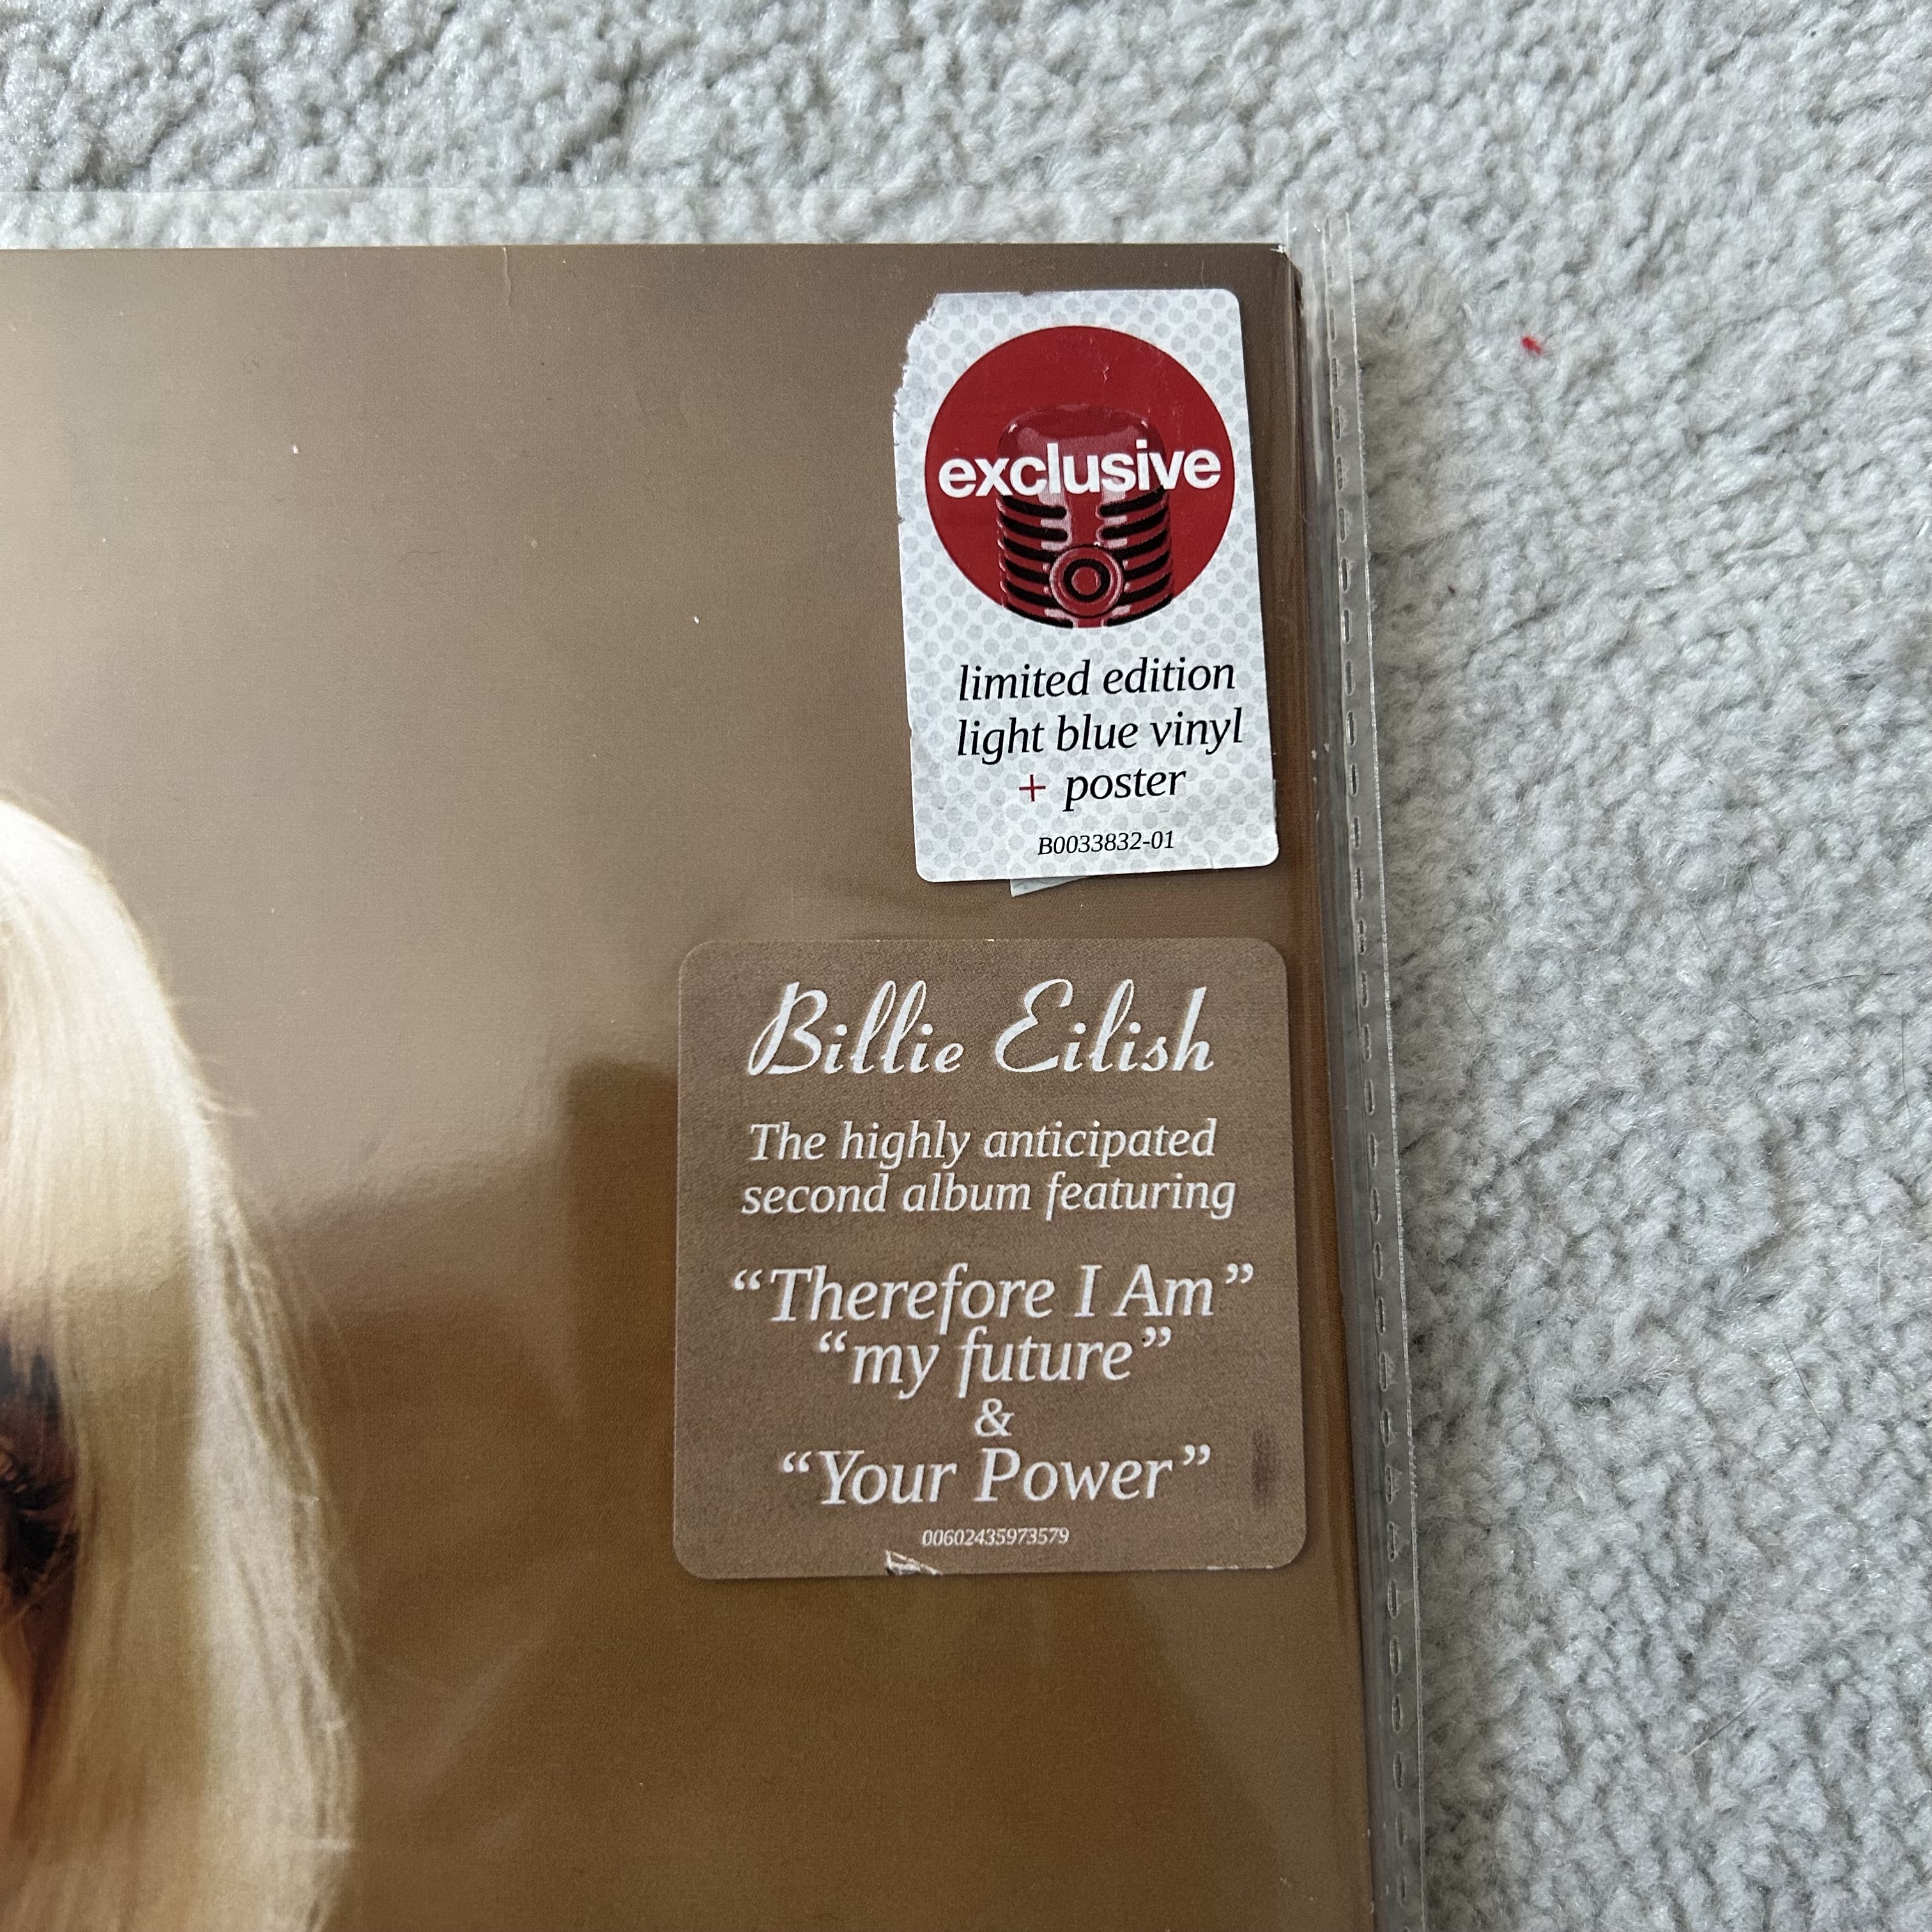 exclusive
limited edition
light blue vinyl
+ poster
B0033832-01
Billie Eilish
The highly anticipated
second album featuring
“Therefore I Am”
“my future”
&
“Your Power”
00602435973579